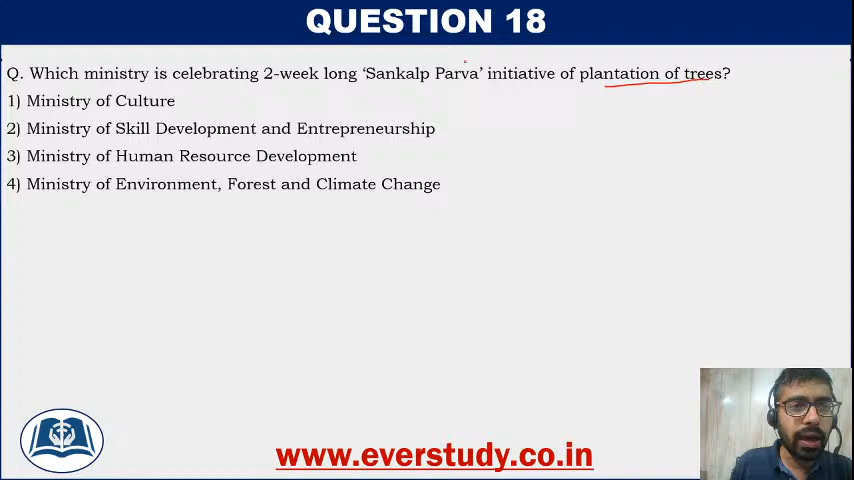 QUESTION 18
Q. Which ministry is celebrating 2-week long ‘Sankalp Parva’ initiative of plantation of trees?
1) Ministry of Culture
2) Ministry of Skill Development and Entrepreneurship
3) Ministry of Human Resource Development
4) Ministry of Environment, Forest and Climate Change
www.everstudy.co.in